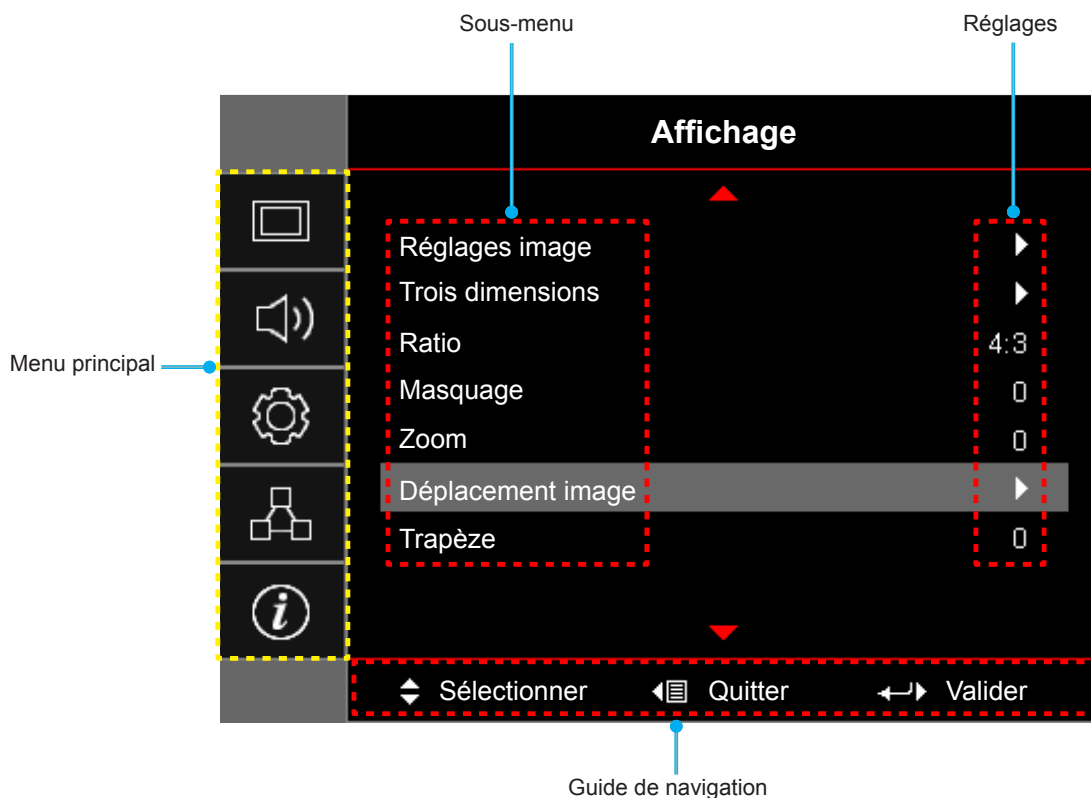 Sous-menu
Réglages
Affichage
Réglages image
Trois dimensions
Ratio 4:3
Masquage 0
Zoom 0
Déplacement image
Trapèze 0
Menu principal
i
Sélectionner Quitter Valider
Guide de navigation